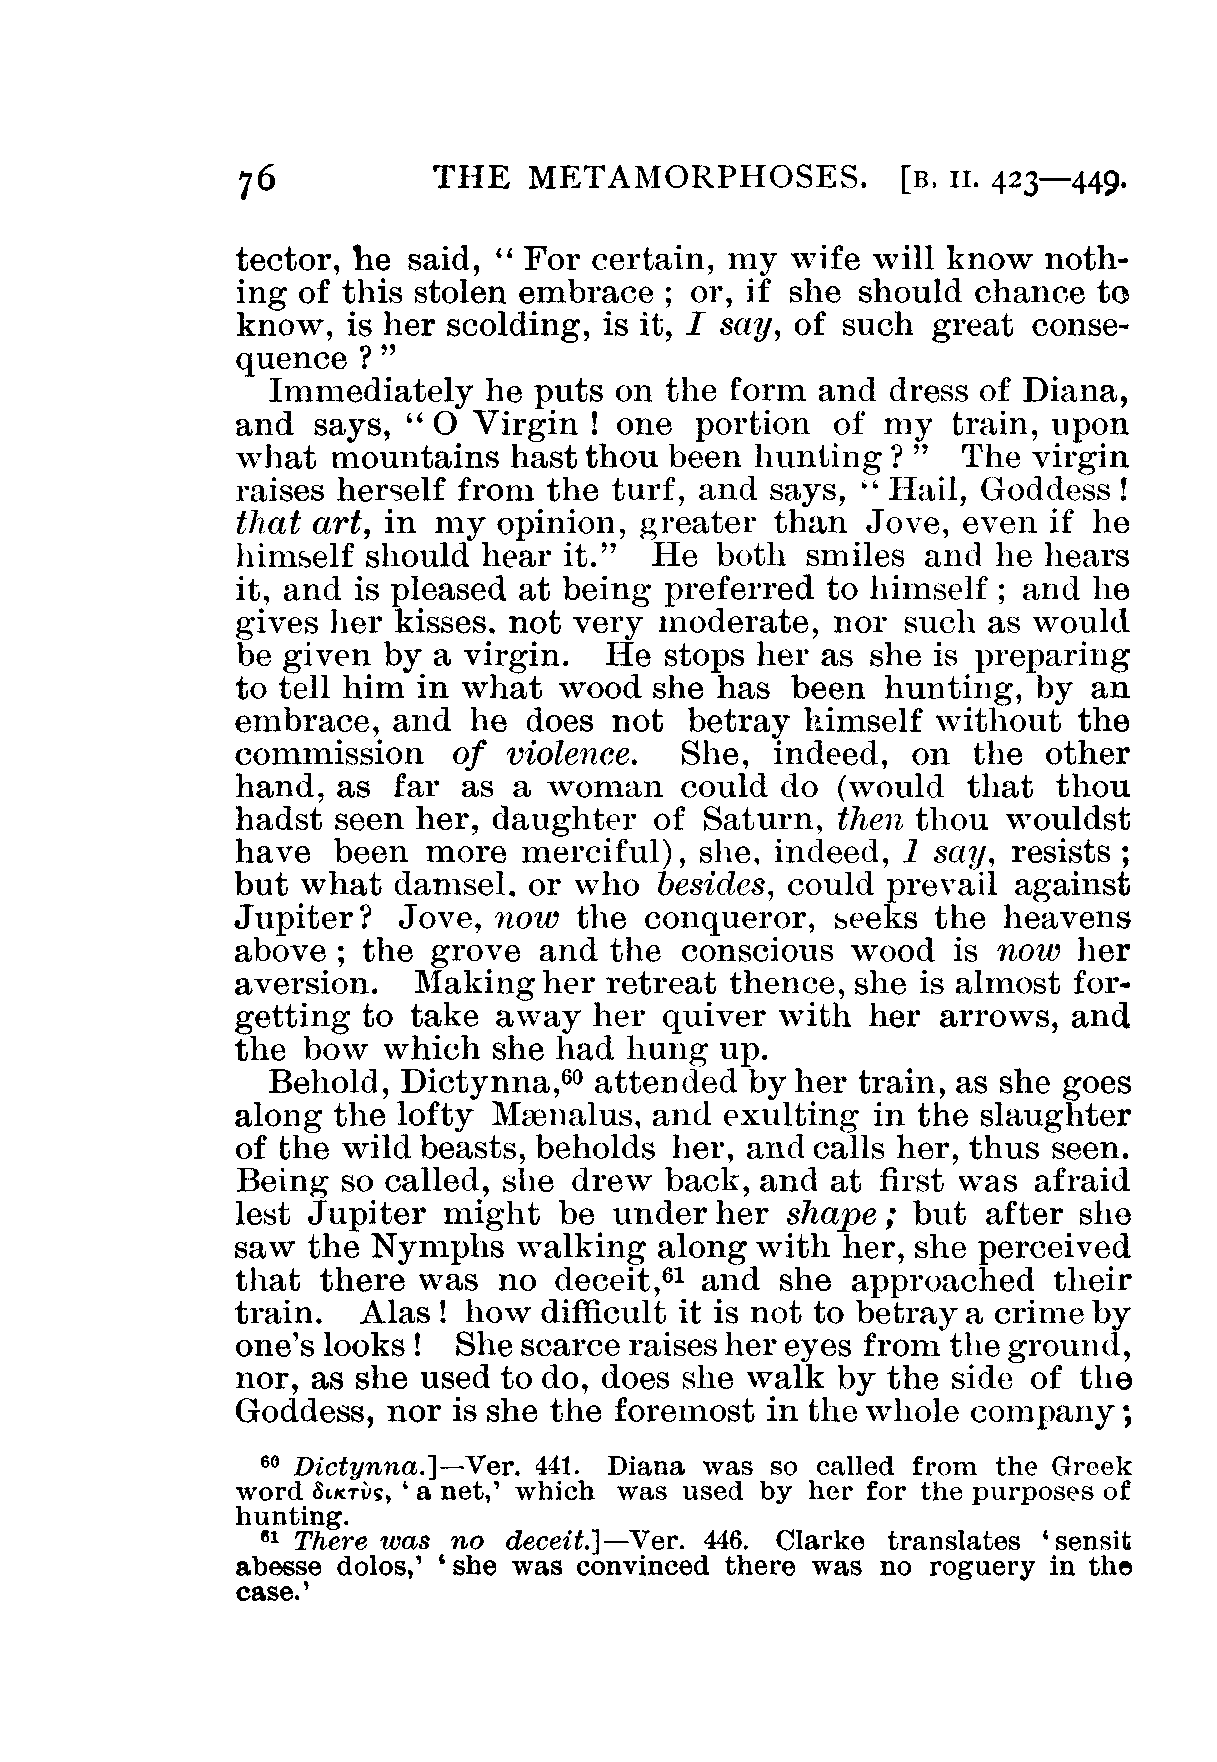 76 THE METAMORPHOSES. [B. II. 423—449.
tector, he said, “ For certain, my wife will know noth-
ing of this stolen embrace ; or, if she should chance to
know, is her scolding, is it, I say, of such great conse-
quence ? ”
Immediately he puts on the form and dress of Diana,
and says, “ O Virgin ! one portion of my train, upon
what mountains hast thou been hunting ? ” The virgin
raises herself from the turf, and says, “ Hail, Goddess !
that art, in my opinion, greater than Jove, even if he
himself should hear it.” He both smiles and he hears
it, and is pleased at being preferred to himself ; and he
gives her kisses. not very moderate, nor such as would
be given by a virgin. He stops her as she is preparing
to tell him in what wood she has been hunting, by an
embrace, and he does not betray himself without the
commission of violence. She, indeed, on the other
hand, as far as a woman could do (would that thou
hadst seen her, daughter of Saturn, then thou wouldst
have been more merciful), she, indeed, I say, resists ;
but what damsel. or who besides, could prevail against
Jupiter? Jove, now the conqueror, seeks the heavens
above ; the grove and the conscious wood is now her
aversion. Making her retreat thence, she is almost for-
getting to take away her quiver with her arrows, and
the bow which she had hung up.
Behold, Dictynna,⁶⁰ attended by her train, as she goes
along the lofty Mænalus, and exulting in the slaughter
of the wild beasts, beholds her, and calls her, thus seen.
Being so called, she drew back, and at first was afraid
lest Jupiter might be under her shape ; but after she
saw the Nymphs walking along with her, she perceived
that there was no deceit,⁶¹ and she approached their
train. Alas ! how difficult it is not to betray a crime by
one’s looks ! She scarce raises her eyes from the ground,
nor, as she used to do, does she walk by the side of the
Goddess, nor is she the foremost in the whole company ;
⁶⁰ Dictynna.]—Ver. 441. Diana was so called from the Greek
word δικτὺς, ‘ a net,’ which was used by her for the purposes of
hunting.
⁶¹ There was no deceit.]—Ver. 446. Clarke translates ‘ sensit
abesse dolos,’ ‘ she was convinced there was no roguery in the
case.’